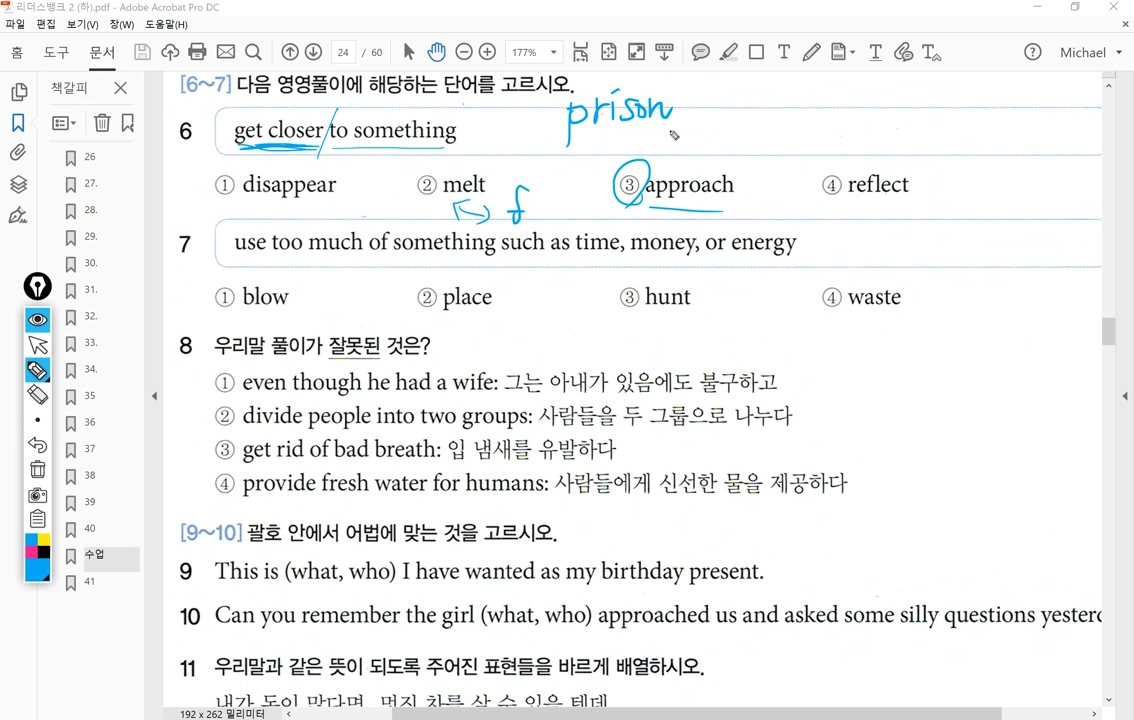 리더스뱅크 2 (하).pdf - Adobe Acrobat Pro DC
파일 편집 보기(V) 창(W) 도움말(H)
홈 도구 문서 24 / 60 177% Michael
책갈피
26
27.
28.
29.
30.
31.
32.
33.
34.
35
36
37
38
39
40
수업
41
[6~7] 다음 영영풀이에 해당하는 단어를 고르시오.
prison
6 get closer to something
① disappear ② melt ③ approach ④ reflect
f
7 use too much of something such as time, money, or energy
① blow ② place ③ hunt ④ waste
8 우리말 풀이가 잘못된 것은?
① even though he had a wife: 그는 아내가 있음에도 불구하고
② divide people into two groups: 사람들을 두 그룹으로 나누다
③ get rid of bad breath: 입 냄새를 유발하다
④ provide fresh water for humans: 사람들에게 신선한 물을 제공하다
[9~10] 괄호 안에서 어법에 맞는 것을 고르시오.
9 This is (what, who) I have wanted as my birthday present.
10 Can you remember the girl (what, who) approached us and asked some silly questions
11 우리말과 같은 뜻이 되도록 주어진 표현들을 바르게 배열하시오.
192 x 262 밀리미터